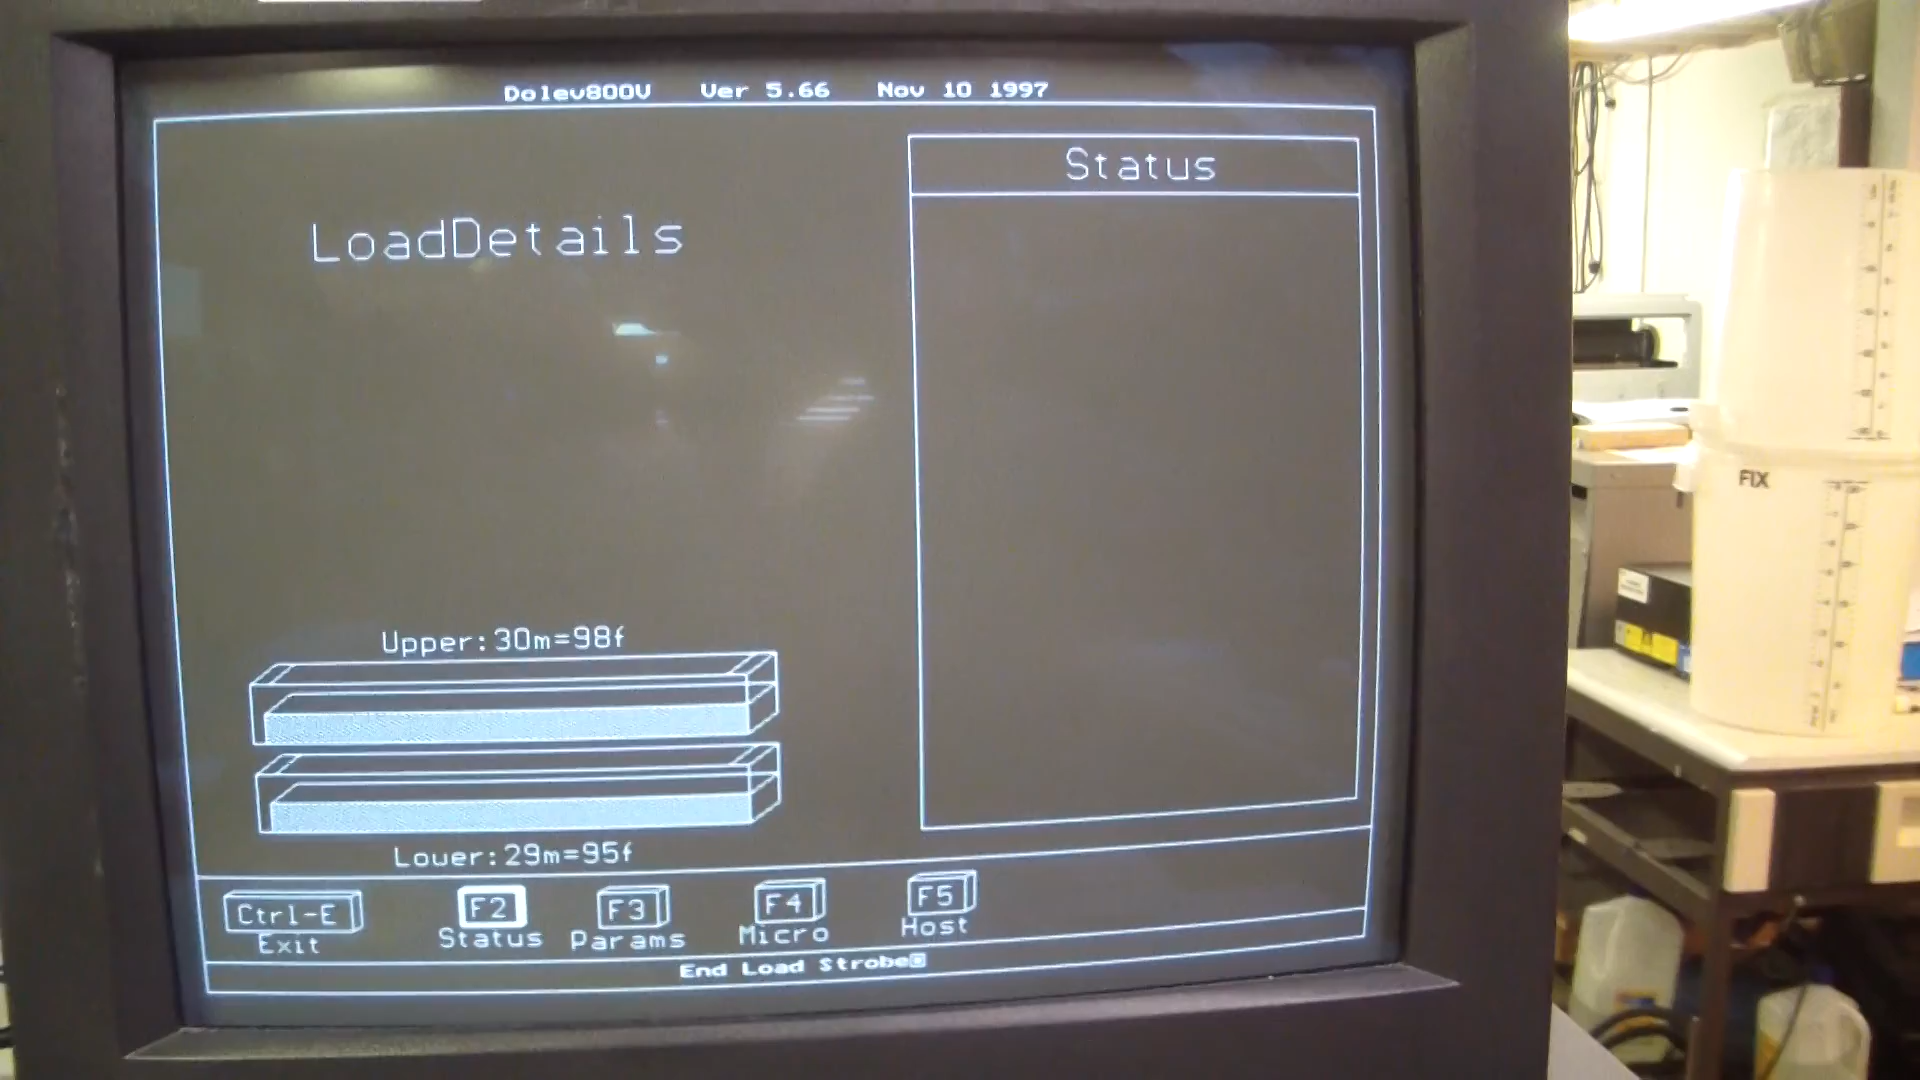 Dolev800V Ver 5.66 Nov 10 1997
Status
LoadDetails
Upper:30m=98f
Lower:29m=95f
Ctrl-E F2 F3 F4 F5
Exit Status Params Micro Host
End Load Strobe
FIX